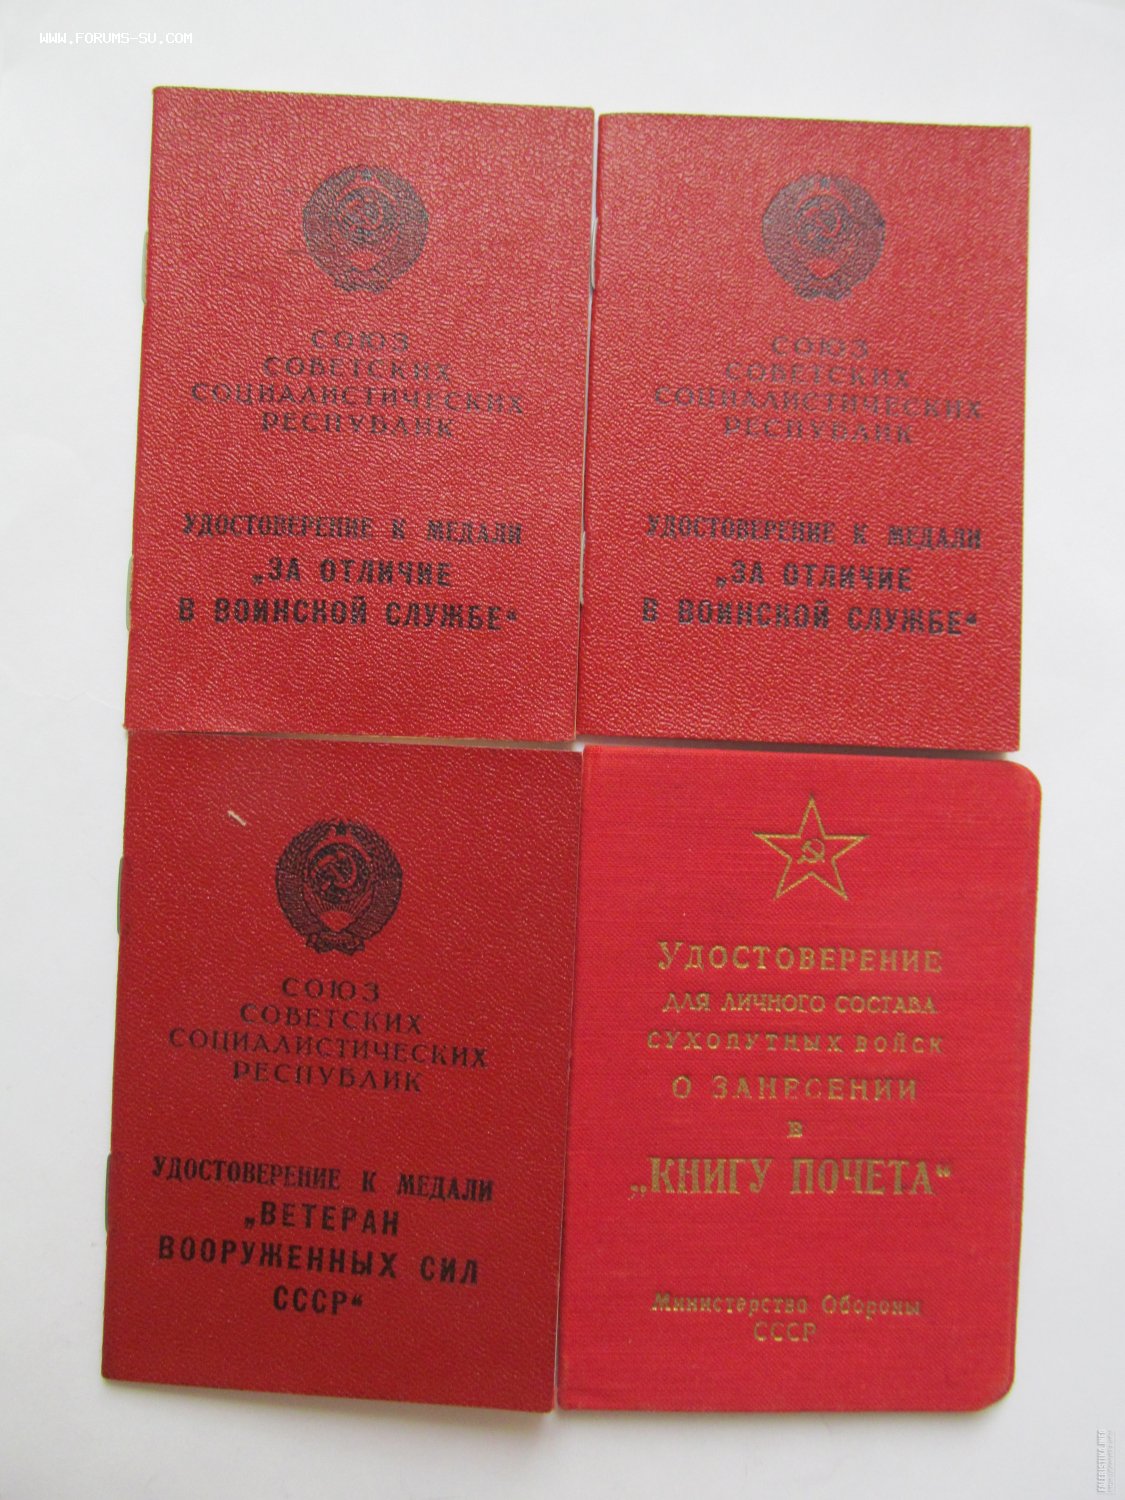 WWW.FORUMS-SU.COM
СОЮЗ
СОВЕТСКИХ
СОЦИАЛИСТИЧЕСКИХ
РЕСПУБЛИК
УДОСТОВЕРЕНИЕ К МЕДАЛИ
„ЗА ОТЛИЧИЕ
В ВОИНСКОЙ СЛУЖБЕ“
СОЮЗ
СОВЕТСКИХ
СОЦИАЛИСТИЧЕСКИХ
РЕСПУБЛИК
УДОСТОВЕРЕНИЕ К МЕДАЛИ
„ЗА ОТЛИЧИЕ
В ВОИНСКОЙ СЛУЖБЕ“
СОЮЗ
СОВЕТСКИХ
СОЦИАЛИСТИЧЕСКИХ
РЕСПУБЛИК
УДОСТОВЕРЕНИЕ К МЕДАЛИ
„ВЕТЕРАН
ВООРУЖЕННЫХ СИЛ
СССР“
УДОСТОВЕРЕНИЕ
ДЛЯ ЛИЧНОГО СОСТАВА
СУХОПУТНЫХ ВОЙСК
О ЗАНЕСЕНИИ
В
„КНИГУ ПОЧЕТА“
Министерство Обороны
СССР
FALERISTIKA.INFO